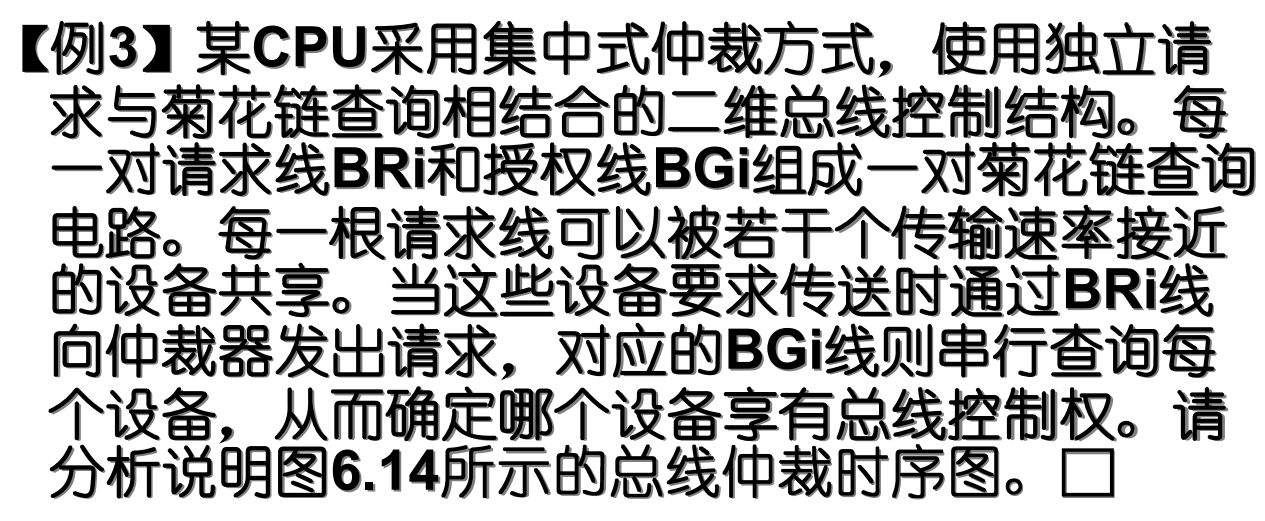 【例3】某CPU采用集中式仲裁方式，使用独立请
求与菊花链查询相结合的二维总线控制结构。每
一对请求线BRi和授权线BGi组成一对菊花链查询
电路。每一根请求线可以被若干个传输速率接近
的设备共享。当这些设备要求传送时通过BRi线
向仲裁器发出请求，对应的BGi线则串行查询每
个设备，从而确定哪个设备享有总线控制权。请
分析说明图6.14所示的总线仲裁时序图。□